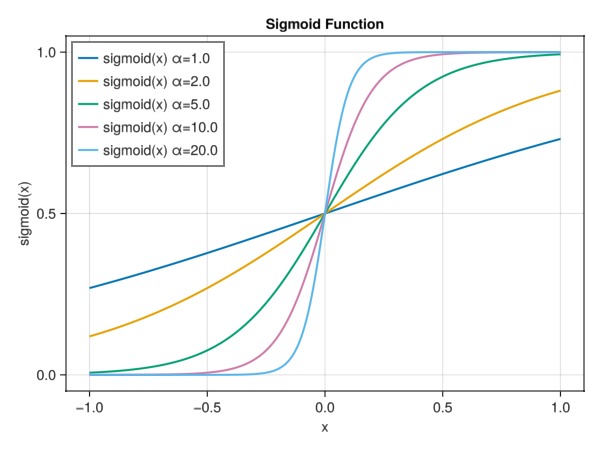 Sigmoid Function
sigmoid(x) α=1.0
sigmoid(x) α=2.0
sigmoid(x) α=5.0
sigmoid(x) α=10.0
sigmoid(x) α=20.0
1.0
0.5
0.0
sigmoid(x)
−1.0 −0.5 0.0 0.5 1.0
x